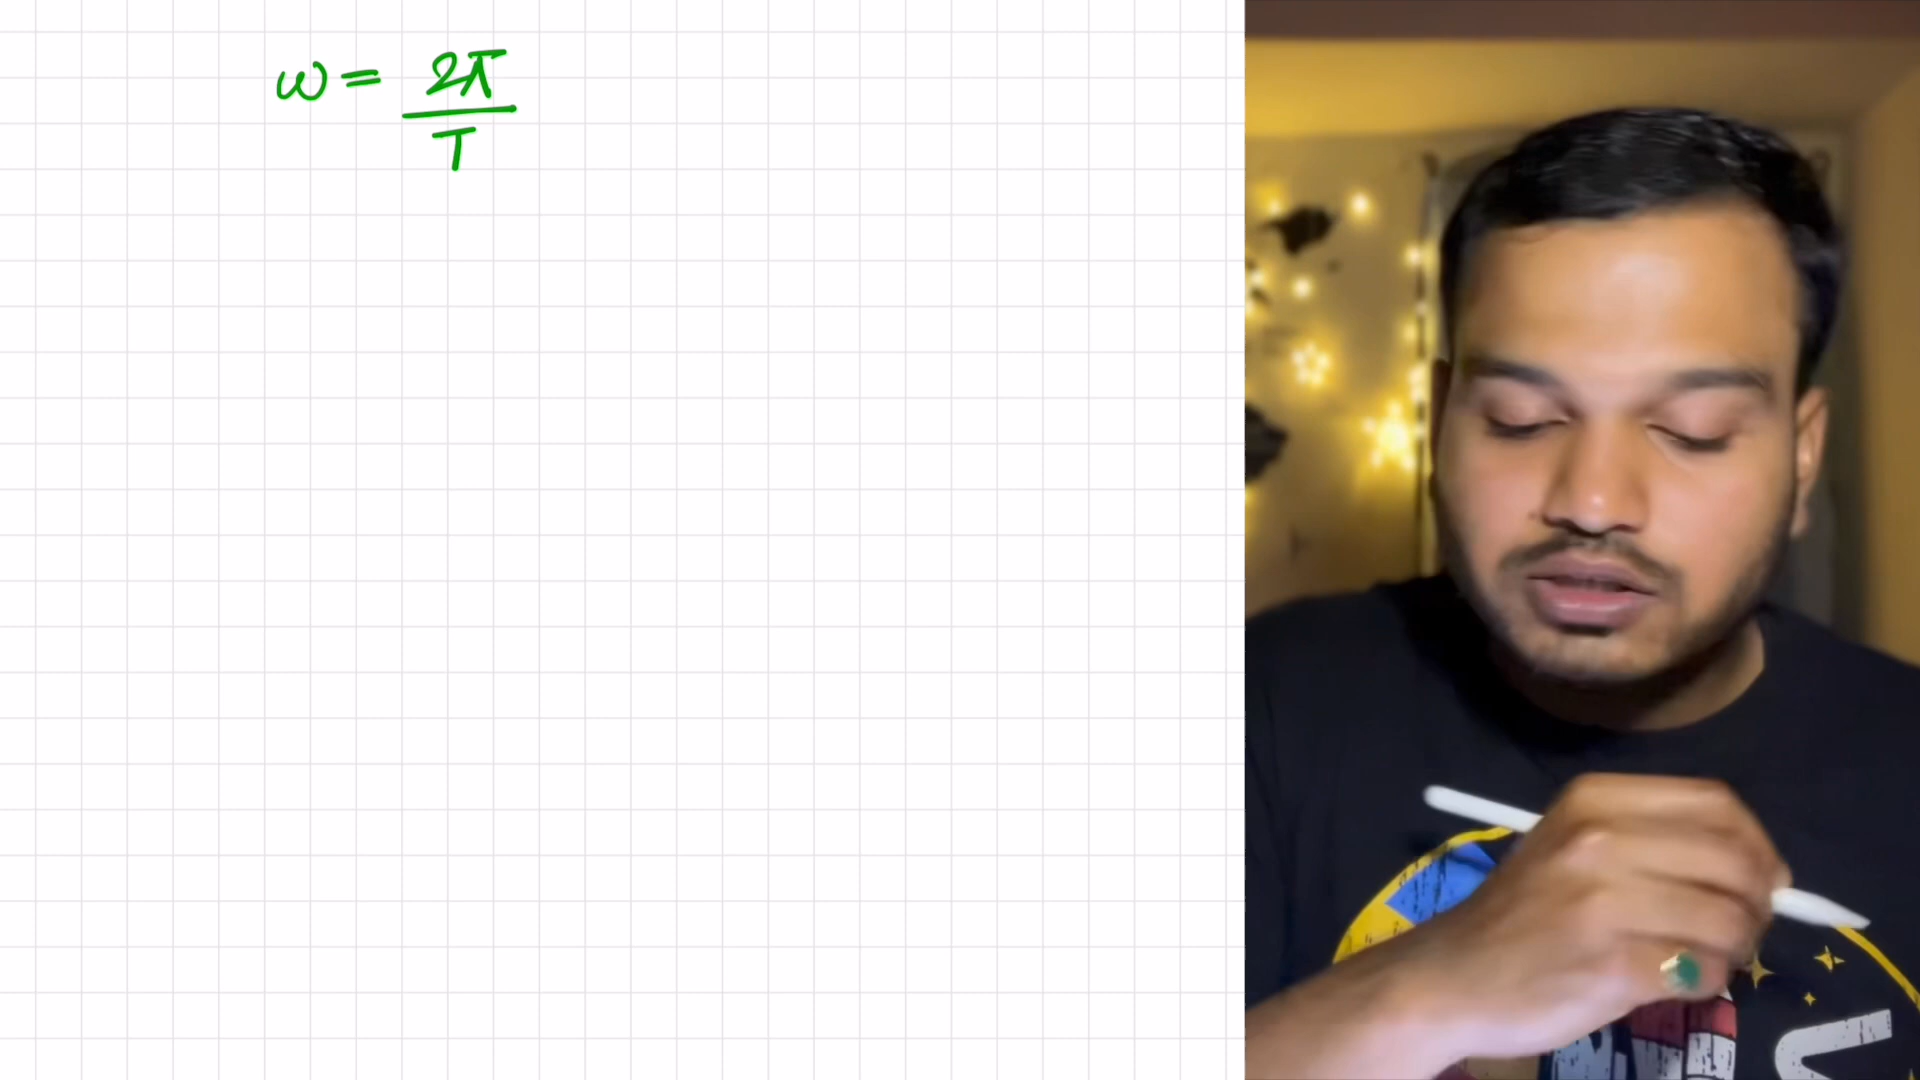 ω = 2π / T